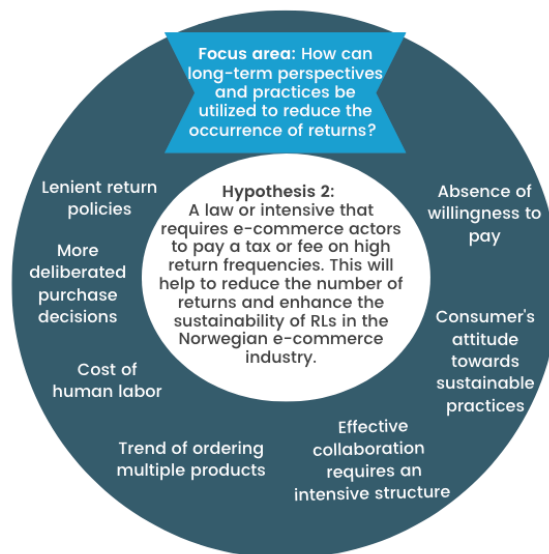 Focus area: How can
long-term perspectives
and practices be
utilized to reduce the
occurrence of returns?
Lenient return
policies
More
deliberated
purchase
decisions
Cost of
human labor
Trend of ordering
multiple products
Effective
collaboration
requires an
intensive structure
Consumer's
attitude
towards
sustainable
practices
Absence of
willingness to
pay
Hypothesis 2:
A law or intensive that
requires e-commerce actors
to pay a tax or fee on high
return frequencies. This will
help to reduce the number of
returns and enhance the
sustainability of RLs in the
Norwegian e-commerce
industry.